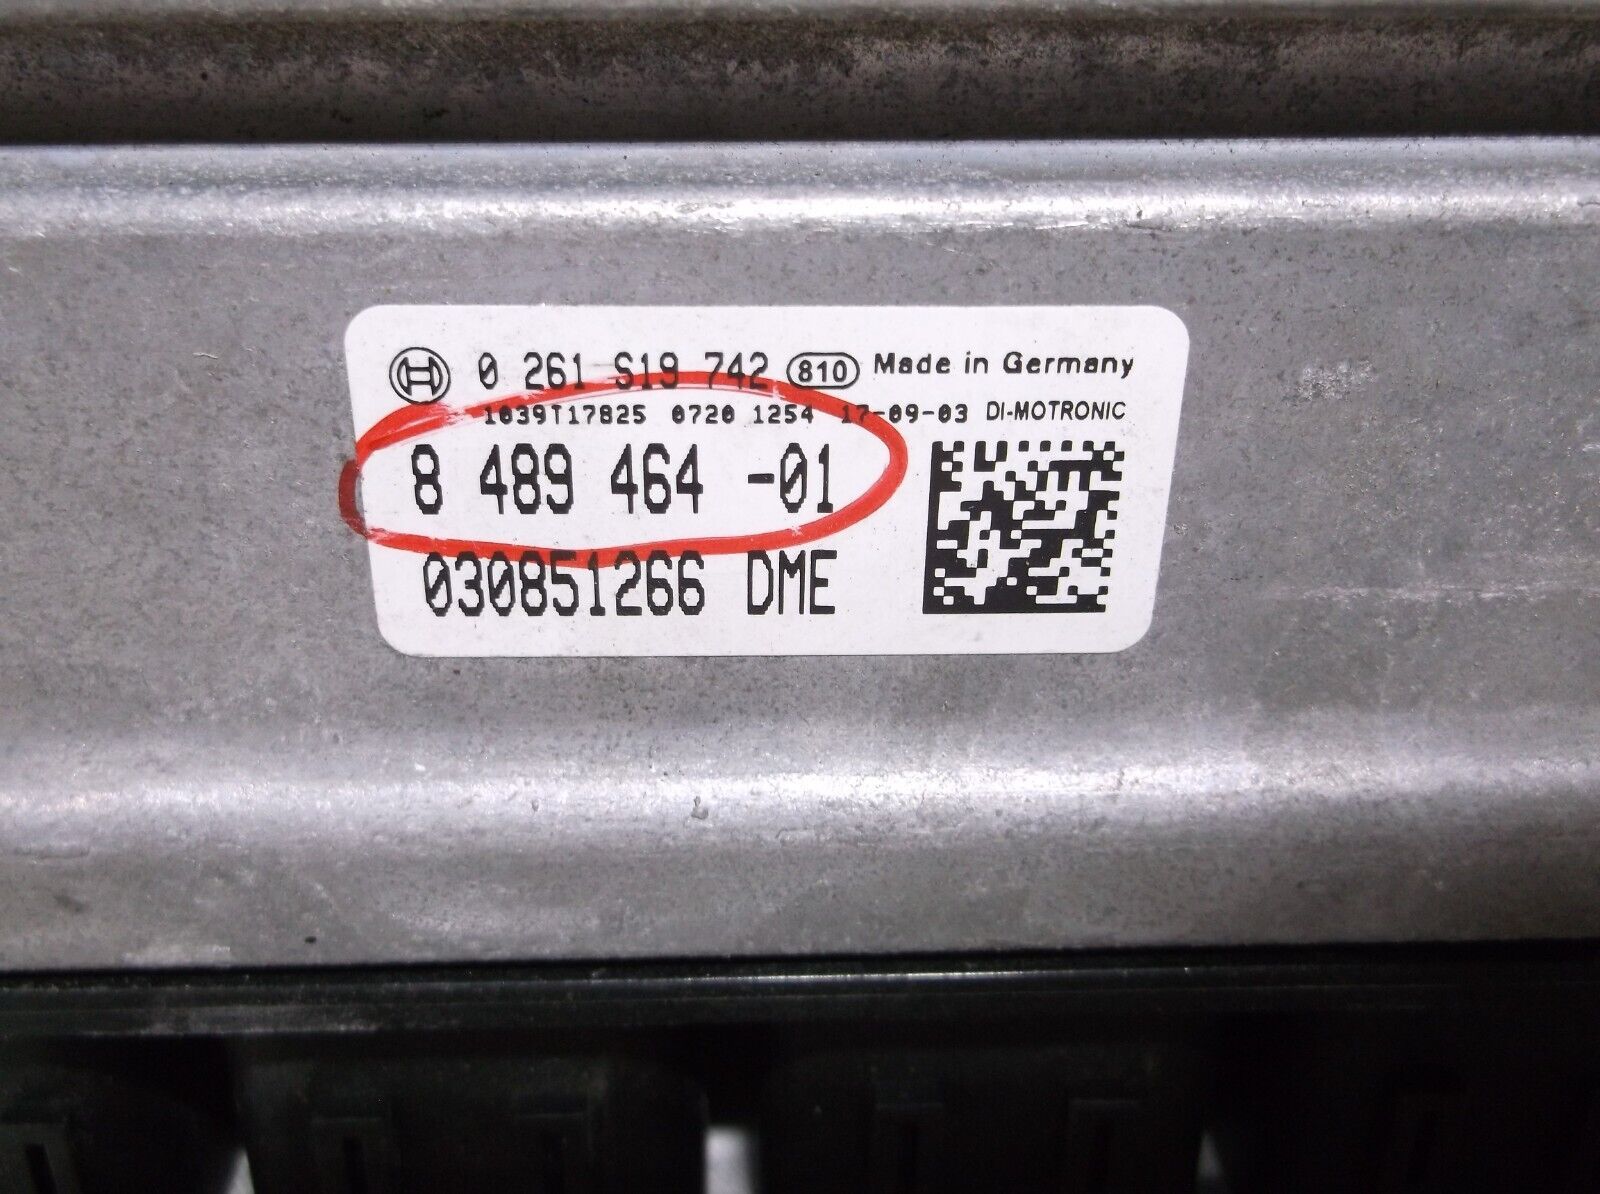 0 261 S19 742 810 Made in Germany
1039T17825 0720 1254 17-09-03 DI-MOTRONIC
8 489 464 -01
030851266 DME